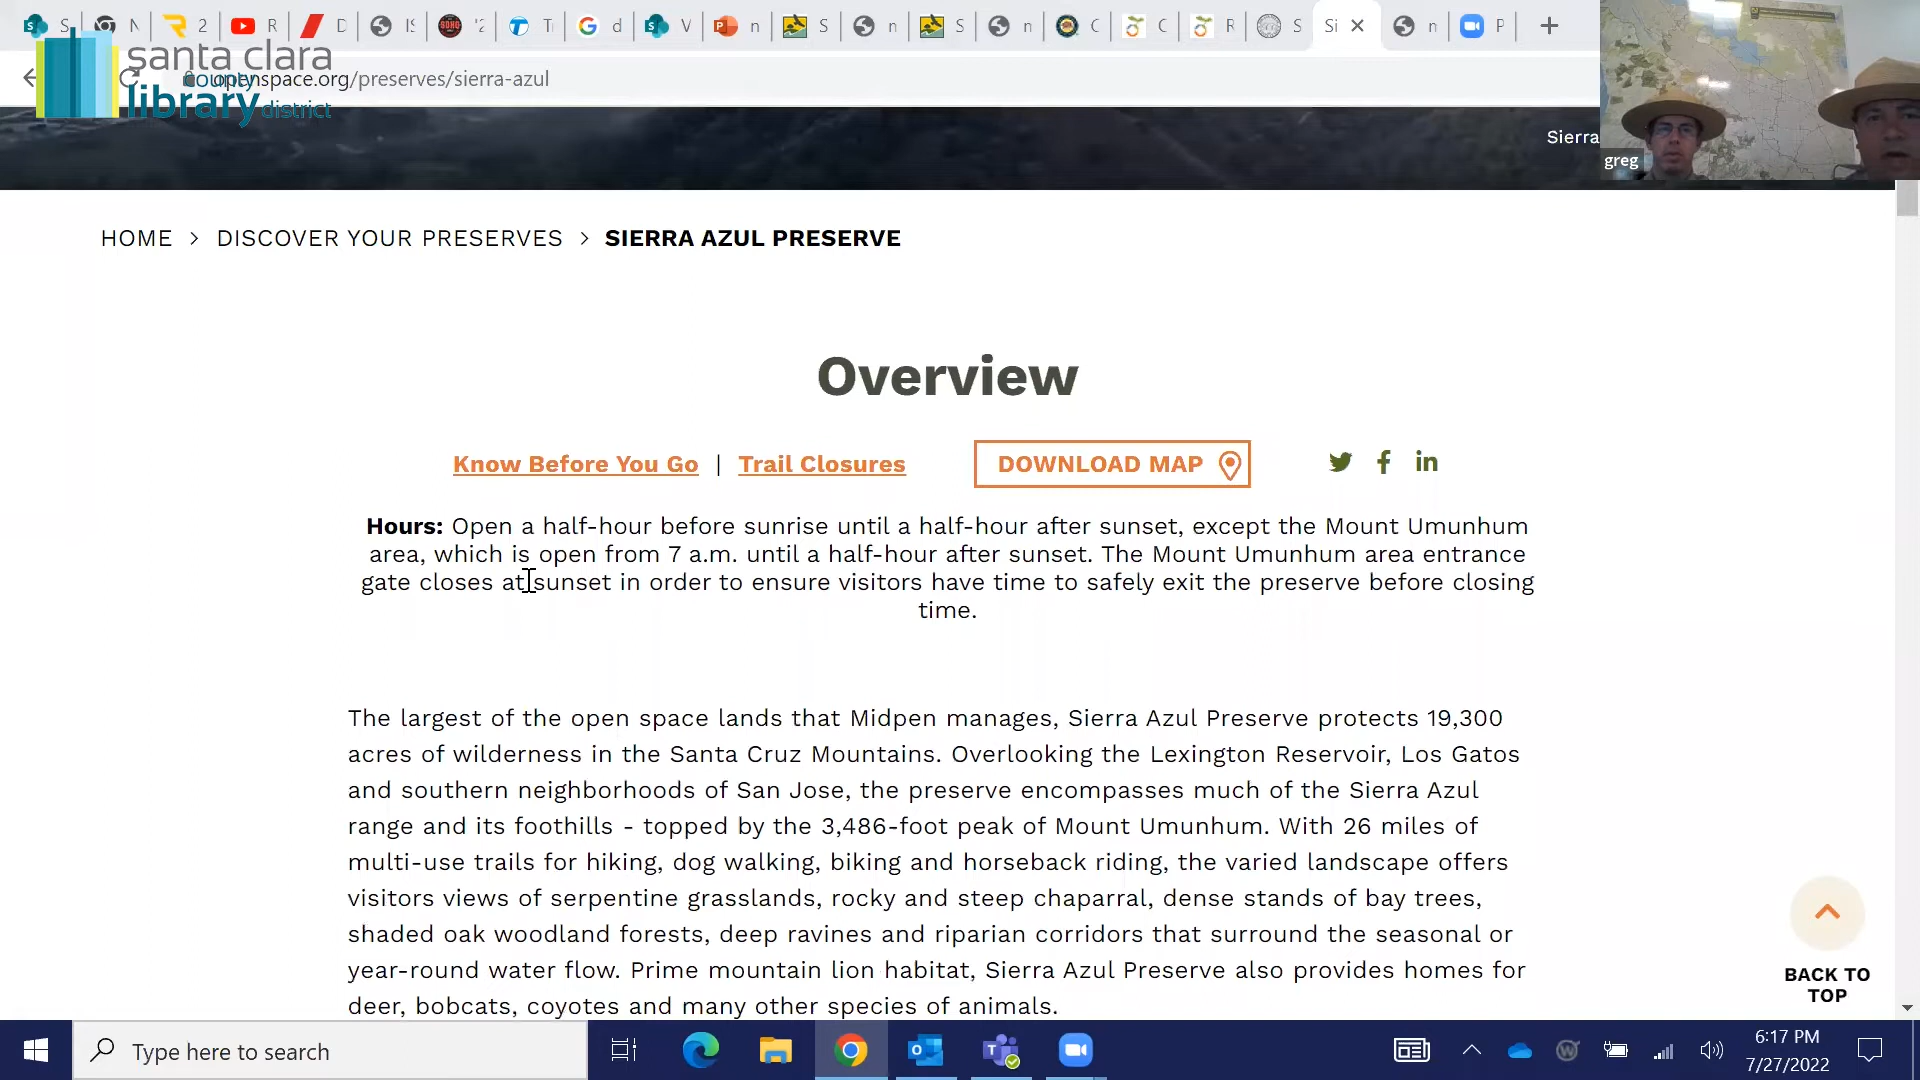 S N R D IS '2 T d V n S n S n C C R S Si n P
santa clara
county
library district
openspace.org/preserves/sierra-azul
Sierra
greg
HOME > DISCOVER YOUR PRESERVES > SIERRA AZUL PRESERVE
Overview
Know Before You Go | Trail Closures DOWNLOAD MAP
Hours: Open a half-hour before sunrise until a half-hour after sunset, except the Mount Umunhum
area, which is open from 7 a.m. until a half-hour after sunset. The Mount Umunhum area entrance
gate closes at sunset in order to ensure visitors have time to safely exit the preserve before closing
time.
The largest of the open space lands that Midpen manages, Sierra Azul Preserve protects 19,300
acres of wilderness in the Santa Cruz Mountains. Overlooking the Lexington Reservoir, Los Gatos
and southern neighborhoods of San Jose, the preserve encompasses much of the Sierra Azul
range and its foothills - topped by the 3,486-foot peak of Mount Umunhum. With 26 miles of
multi-use trails for hiking, dog walking, biking and horseback riding, the varied landscape offers
visitors views of serpentine grasslands, rocky and steep chaparral, dense stands of bay trees,
shaded oak woodland forests, deep ravines and riparian corridors that surround the seasonal or
year-round water flow. Prime mountain lion habitat, Sierra Azul Preserve also provides homes for
deer, bobcats, coyotes and many other species of animals.
BACK TO
TOP
Type here to search
6:17 PM
7/27/2022